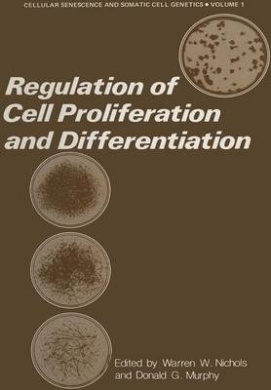 CELLULAR SENESCENCE AND SOMATIC CELL GENETICS • VOLUME 1
Regulation of
Cell Proliferation
and Differentiation
Edited by Warren W. Nichols
and Donald G. Murphy